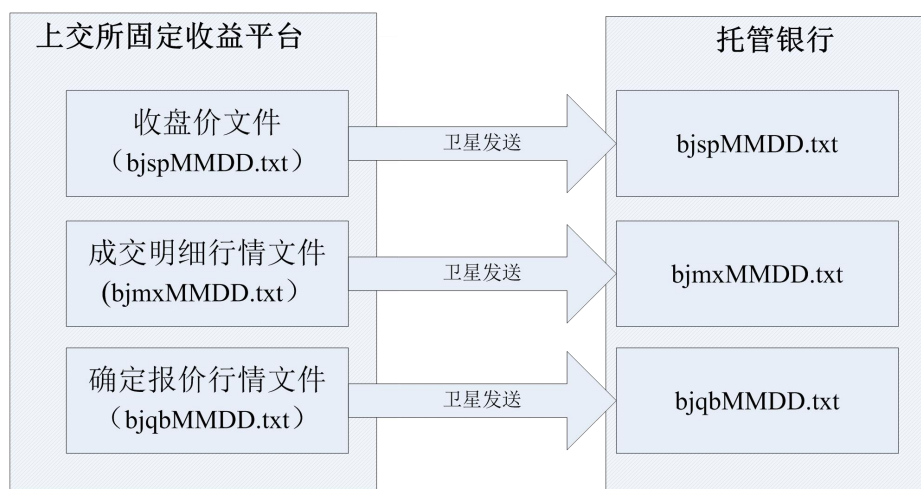 上交所固定收益平台
托管银行
收盘价文件
（bjspMMDD.txt）
卫星发送
bjspMMDD.txt
成交明细行情文件
(bjmxMMDD.txt）
卫星发送
bjmxMMDD.txt
确定报价行情文件
（bjqbMMDD.txt）
卫星发送
bjqbMMDD.txt